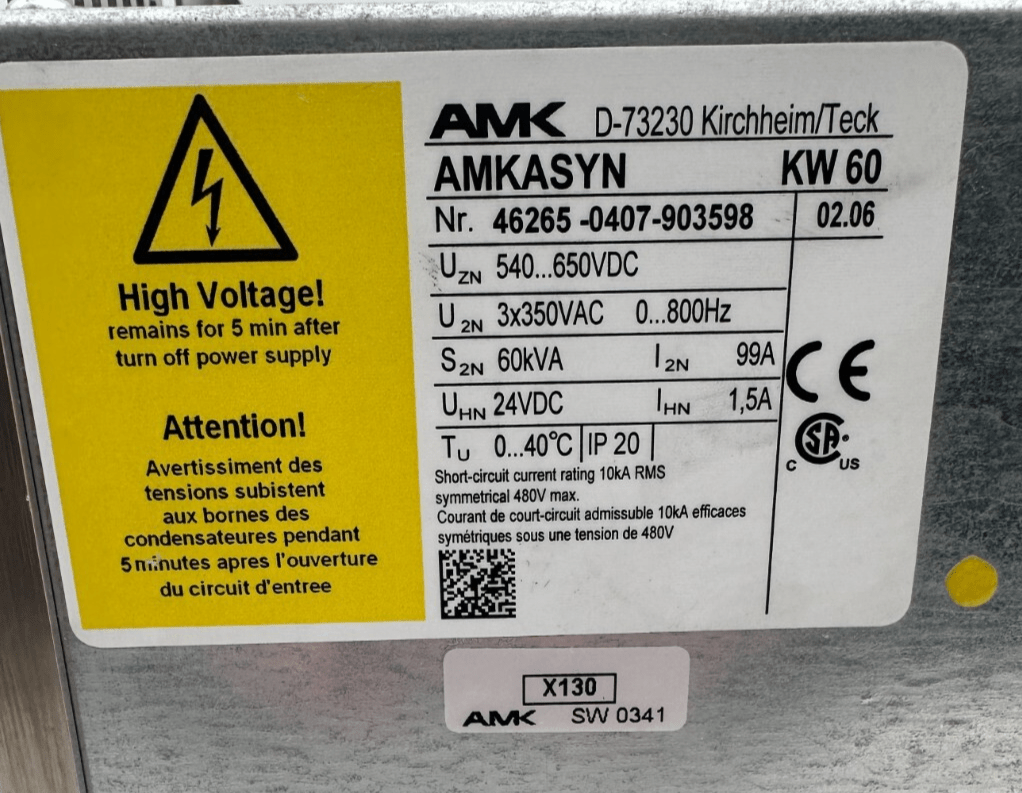 High Voltage!
remains for 5 min after
turn off power supply
Attention!
Avertissiment des
tensions subistent
aux bornes des
condensateures pendant
5 minutes apres l'ouverture
du circuit d'entree
AMK D-73230 Kirchheim/Teck
AMKASYN KW 60
Nr. 46265 -0407-903598 02.06
UZN 540...650VDC
U2N 3x350VAC 0...800Hz
S2N 60kVA I2N 99A
UHN 24VDC IHN 1,5A
TU 0...40°C IP 20
CE
C SA US
Short-circuit current rating 10kA RMS
symmetrical 480V max.
Courant de court-circuit admissible 10kA efficaces
symétriques sous une tension de 480V
X130
AMK SW 0341